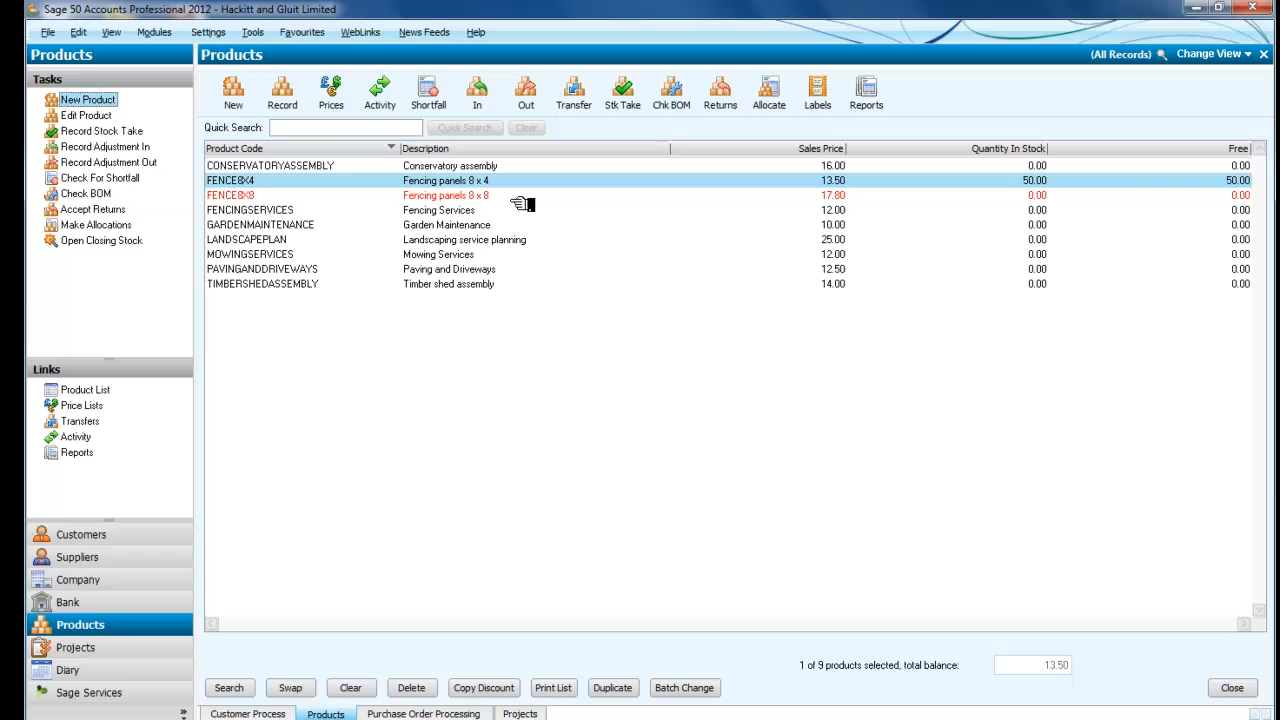 Sage 50 Accounts Professional 2012 - Hackitt and Gluit Limited
File Edit View Modules Settings Tools Favourites WebLinks News Feeds Help
Products
Products (All Records) Change View
Tasks
New Product
Edit Product
Record Stock Take
Record Adjustment In
Record Adjustment Out
Check For Shortfall
Check BOM
Accept Returns
Make Allocations
Open Closing Stock
Links
Product List
Price Lists
Transfers
Activity
Reports
Customers
Suppliers
Company
Bank
Products
Projects
Diary
Sage Services
New Record Prices Activity Shortfall In Out Transfer Stk Take Chk BOM Returns Allocate Labels Reports
Quick Search: Quick Search Clear
Product Code Description Sales Price Quantity In Stock Free
CONSERVATORYASSEMBLY Conservatory assembly 16.00 0.00 0.00
FENCE8X4 Fencing panels 8 x 4 13.50 50.00 50.00
FENCE8X8 Fencing panels 8 x 8 17.80 0.00 0.00
FENCINGSERVICES Fencing Services 12.00 0.00 0.00
GARDENMAINTENANCE Garden Maintenance 10.00 0.00 0.00
LANDSCAPEPLAN Landscaping service planning 25.00 0.00 0.00
MOWINGSERVICES Mowing Services 12.00 0.00 0.00
PAVINGANDDRIVEWAYS Paving and Driveways 12.50 0.00 0.00
TIMBERSHEDASSEMBLY Timber shed assembly 14.00 0.00 0.00
1 of 9 products selected, total balance: 13.50
Search Swap Clear Delete Copy Discount Print List Duplicate Batch Change Close
Customer Process Products Purchase Order Processing Projects